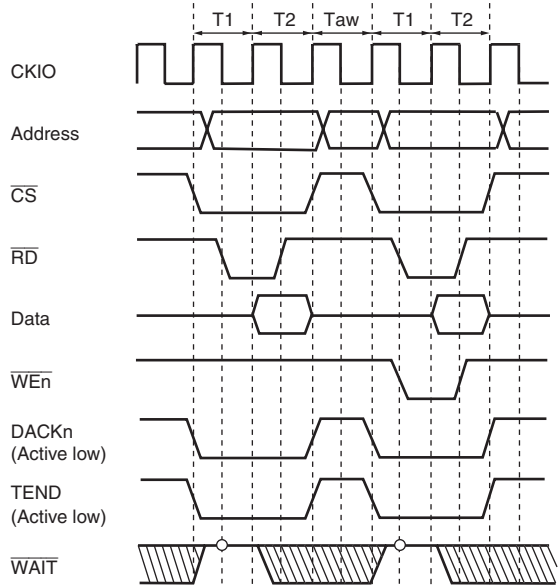 T1 T2 Taw T1 T2
CKIO
Address
CS
RD
Data
WEn
DACKn
(Active low)
TEND
(Active low)
WAIT